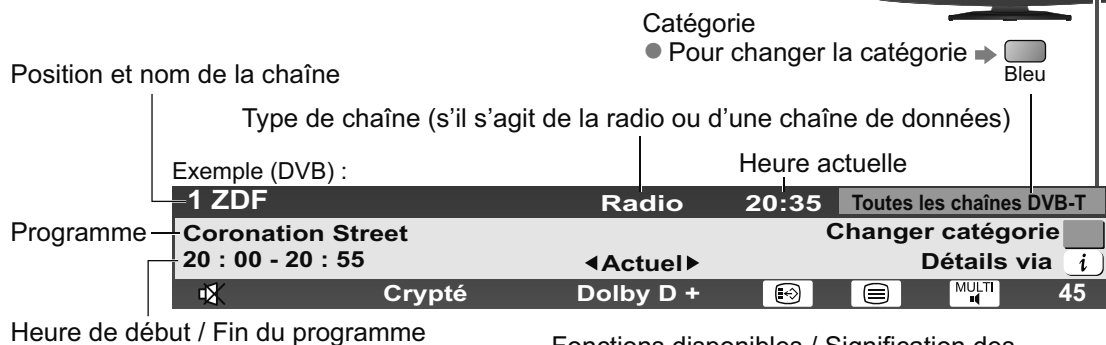 Catégorie
● Pour changer la catégorie
Bleu
Position et nom de la chaîne
Type de chaîne (s’il s’agit de la radio ou d’une chaîne de données)
Exemple (DVB) :
Heure actuelle
1 ZDF Radio 20:35 Toutes les chaînes DVB-T
Programme
Coronation Street Changer catégorie
20 : 00 - 20 : 55 ◀Actuel▶ Détails via i
Crypté Dolby D + MULTI 45
Heure de début / Fin du programme
Fonctions disponibles / Signification des